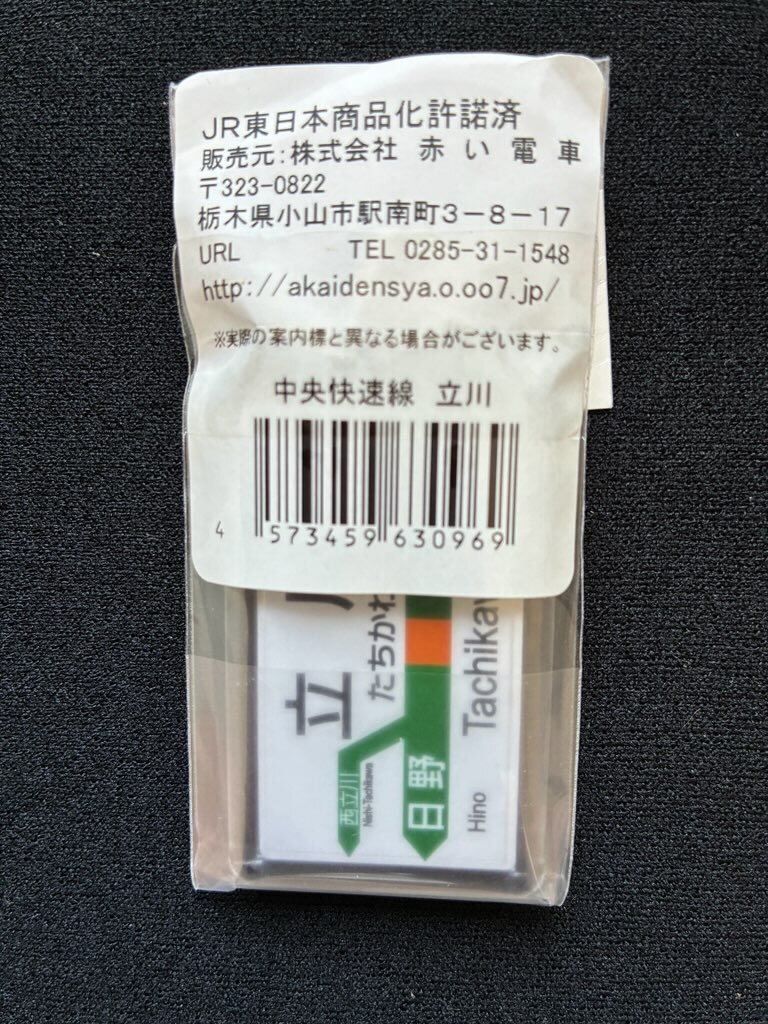 JR東日本商品化許諾済
販売元:株式会社 赤い電車
〒323-0822
栃木県小山市駅南町3-8-17
URL TEL 0285-31-1548
http://akaidensya.o.oo7.jp/
※実際の案内標と異なる場合がございます。
中央快速線 立川
4 573459 630969
立
たちかわ
Tachikaw
西立川
Nishi-Tachikawa
日野
Hino